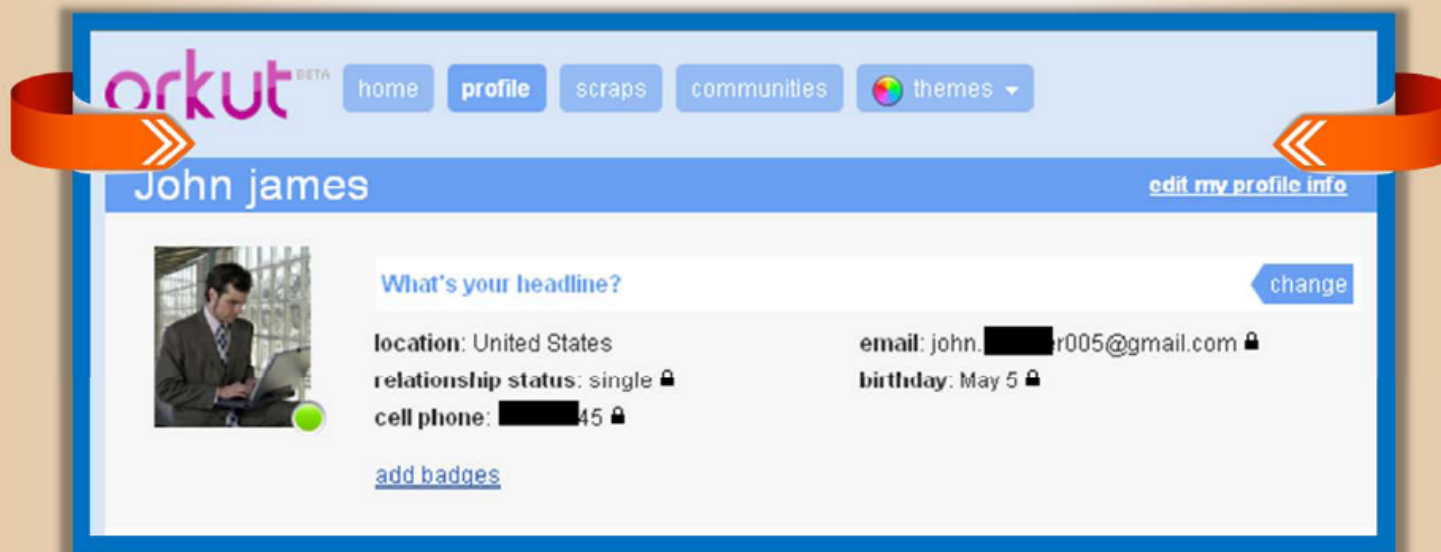 orkut BETA home profile scraps communities themes
John james edit my profile info
What's your headline? change
location: United States email: john. r005@gmail.com
relationship status: single birthday: May 5
cell phone: 45
add badges